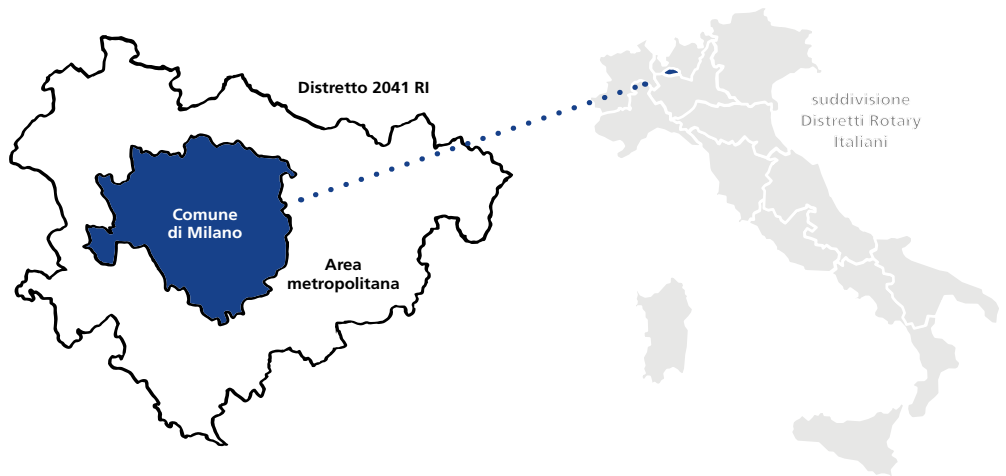 Distretto 2041 RI
Comune
di Milano
Area
metropolitana
suddivisione
Distretti Rotary
Italiani